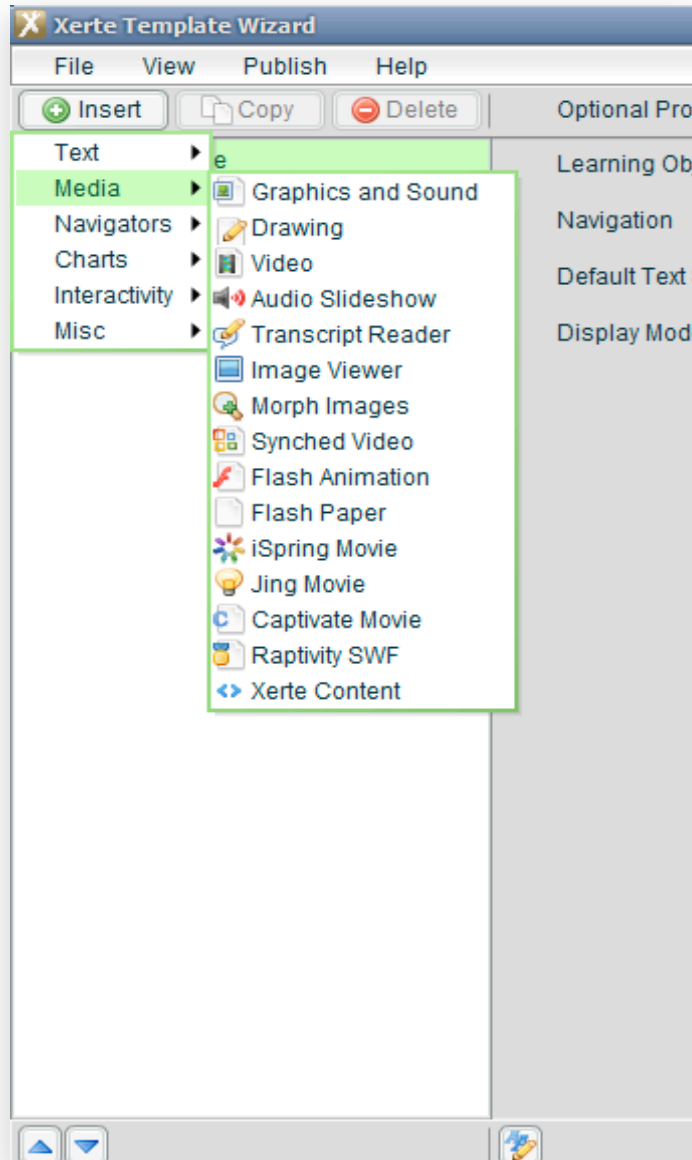 Xerte Template Wizard
File View Publish Help
Insert Copy Delete
Text
Media
Navigators
Charts
Interactivity
Misc
e
Graphics and Sound
Drawing
Video
Audio Slideshow
Transcript Reader
Image Viewer
Morph Images
Synched Video
Flash Animation
Flash Paper
iSpring Movie
Jing Movie
Captivate Movie
Raptivity SWF
Xerte Content
Optional Pro
Learning Ob
Navigation
Default Text
Display Mod